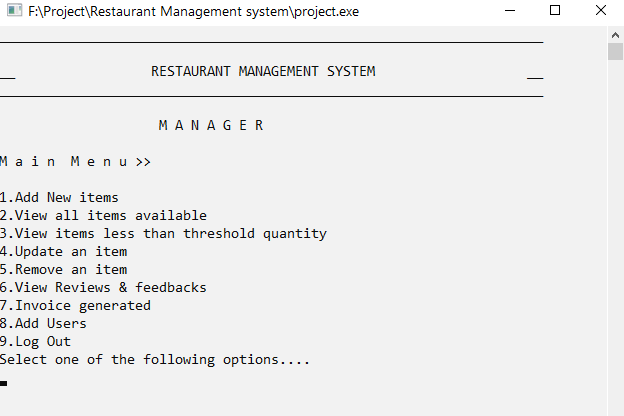 F:\Project\Restaurant Management system\project.exe
RESTAURANT MANAGEMENT SYSTEM
M A N A G E R
M a i n  M e n u >>
1.Add New items
2.View all items available
3.View items less than threshold quantity
4.Update an item
5.Remove an item
6.View Reviews & feedbacks
7.Invoice generated
8.Add Users
9.Log Out
Select one of the following options....